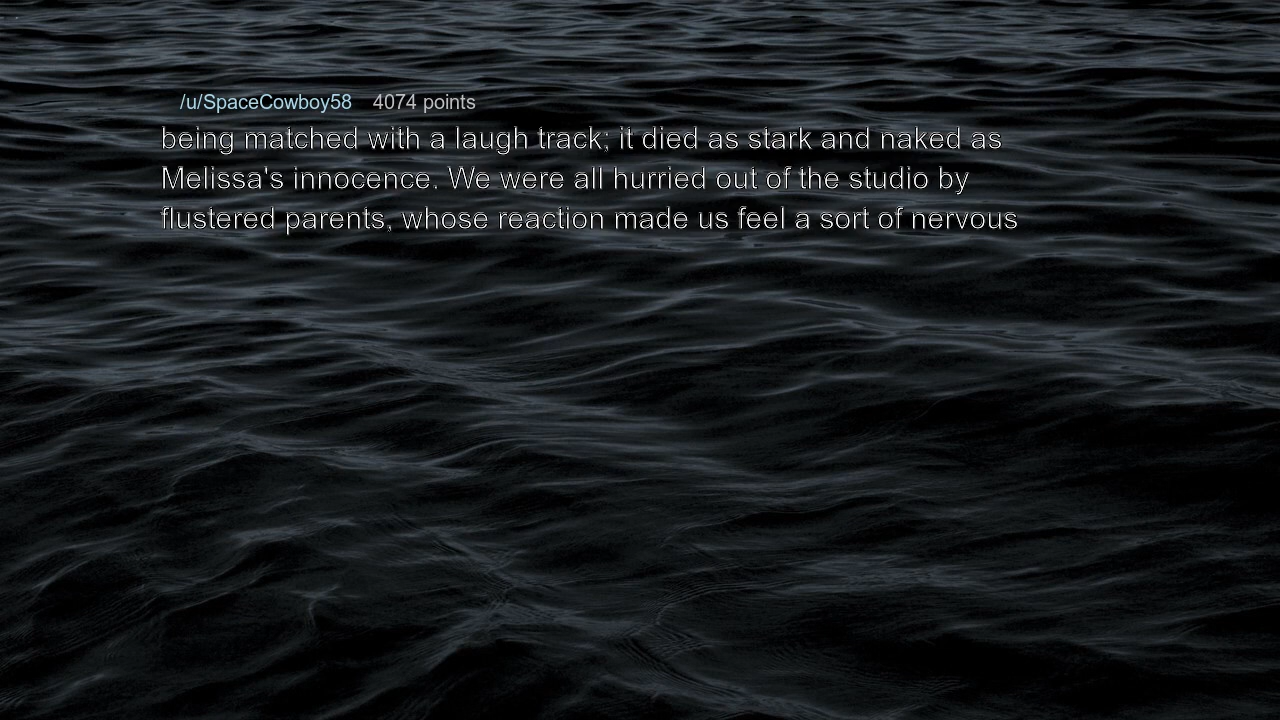 /u/SpaceCowboy58 4074 points
being matched with a laugh track; it died as stark and naked as
Melissa's innocence. We were all hurried out of the studio by
flustered parents, whose reaction made us feel a sort of nervous